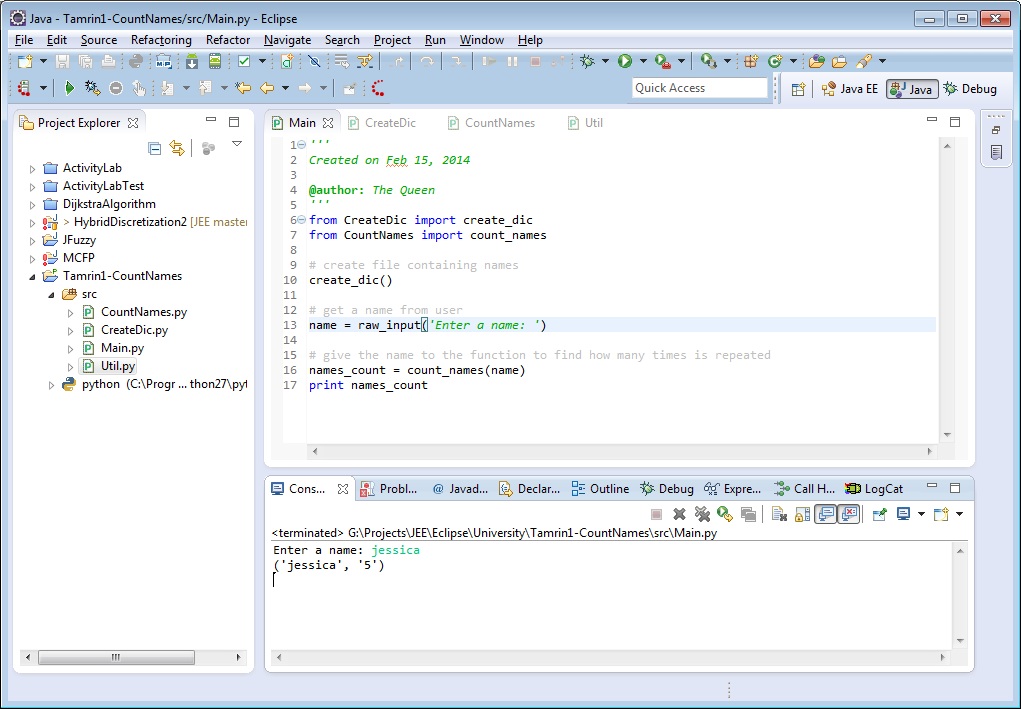 Java - Tamrin1-CountNames/src/Main.py - Eclipse
File Edit Source Refactoring Refactor Navigate Search Project Run Window Help
Quick Access
Java EE
Java
Debug
Project Explorer
ActivityLab
ActivityLabTest
DijkstraAlgorithm
> HybridDiscretization2 [JEE master
JFuzzy
MCFP
Tamrin1-CountNames
src
CountNames.py
CreateDic.py
Main.py
Util.py
python (C:\Progr ... thon27\pyt
Main CreateDic CountNames Util
1 '''
2 Created on Feb 15, 2014
3
4 @author: The Queen
5 '''
6 from CreateDic import create_dic
7 from CountNames import count_names
8
9 # create file containing names
10 create_dic()
11
12 # get a name from user
13 name = raw_input('Enter a name: ')
14
15 # give the name to the function to find how many times is repeated
16 names_count = count_names(name)
17 print names_count
Cons... Probl... @ Javad... Declar... Outline Debug Expre... Call H... LogCat
<terminated> G:\Projects\JEE\Eclipse\University\Tamrin1-CountNames\src\Main.py
Enter a name: jessica
('jessica', '5')